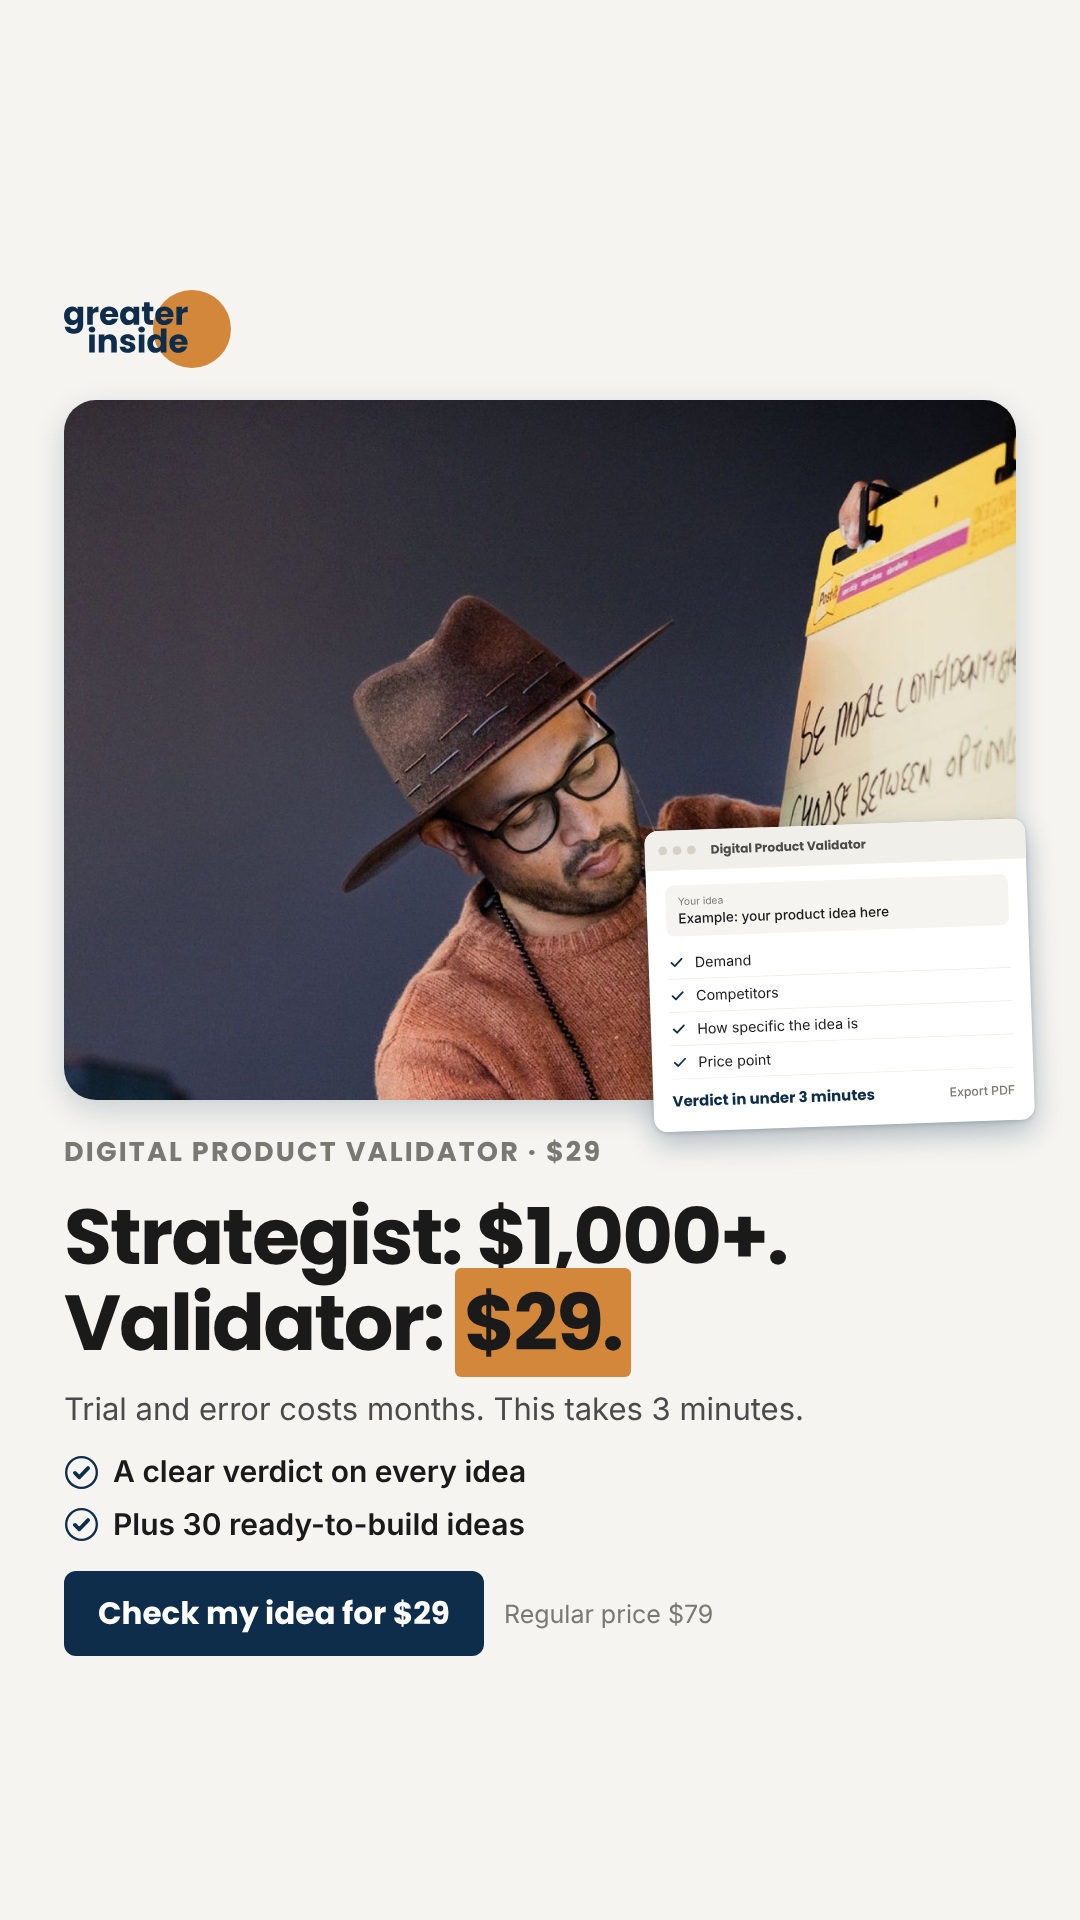 greater
inside
Post-it
BE MORE CONFIDENT
CHOOSE BETWEEN OPTIONS
Digital Product Validator
Your idea
Example: your product idea here
Demand
Competitors
How specific the idea is
Price point
Verdict in under 3 minutes
Export PDF
DIGITAL PRODUCT VALIDATOR · $29
Strategist: $1,000+.
Validator: $29.
Trial and error costs months. This takes 3 minutes.
A clear verdict on every idea
Plus 30 ready-to-build ideas
Check my idea for $29
Regular price $79